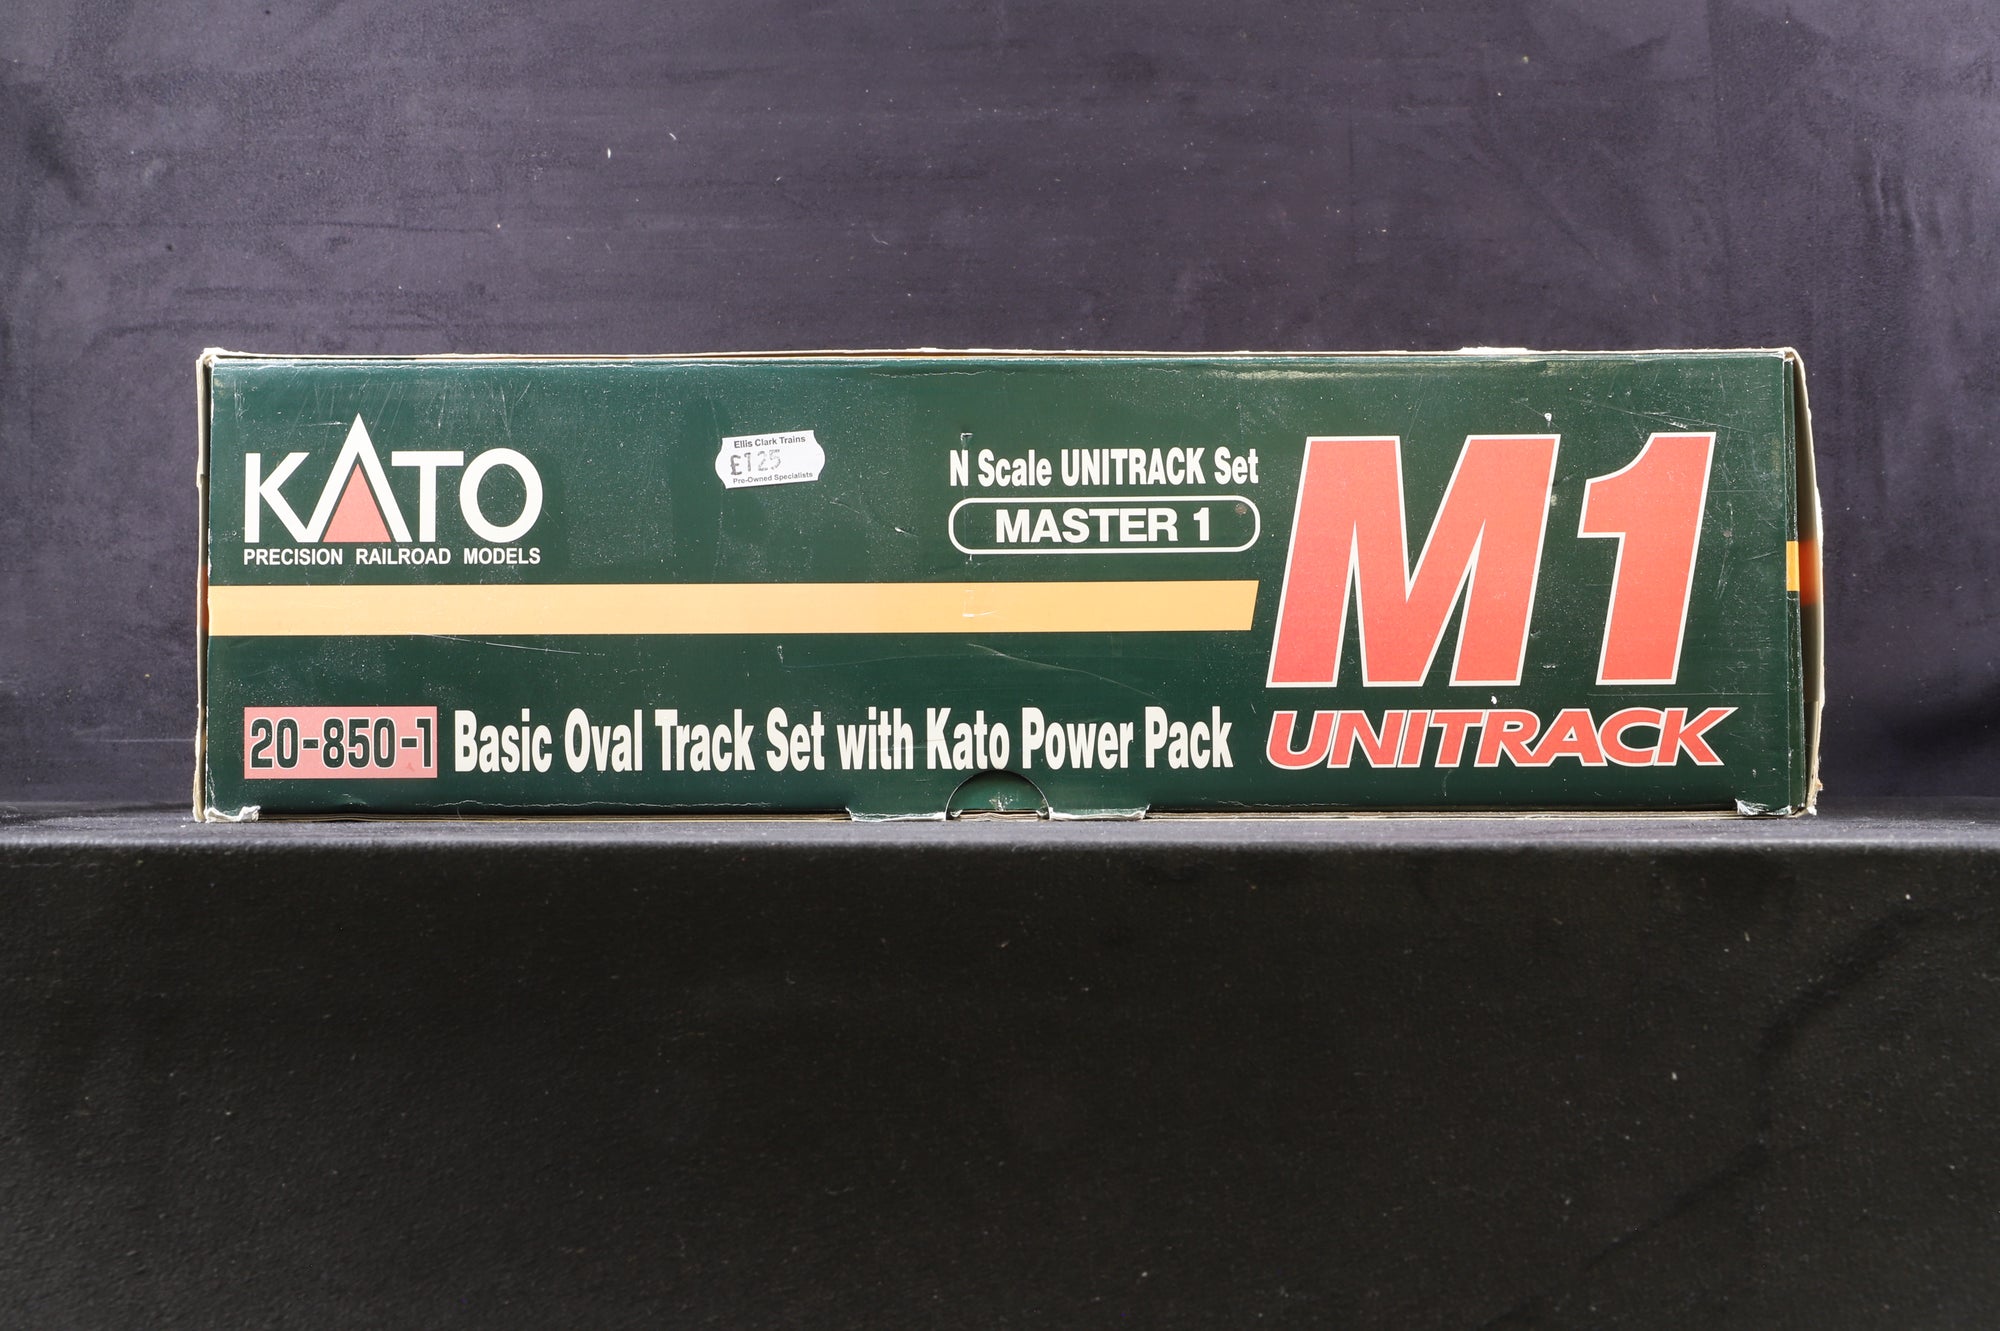 KATO
PRECISION RAILROAD MODELS
Ellis Clark Trains
£125
Pre-Owned Specialists
N Scale UNITRACK Set
MASTER 1
M1
UNITRACK
20-850-1 Basic Oval Track Set with Kato Power Pack